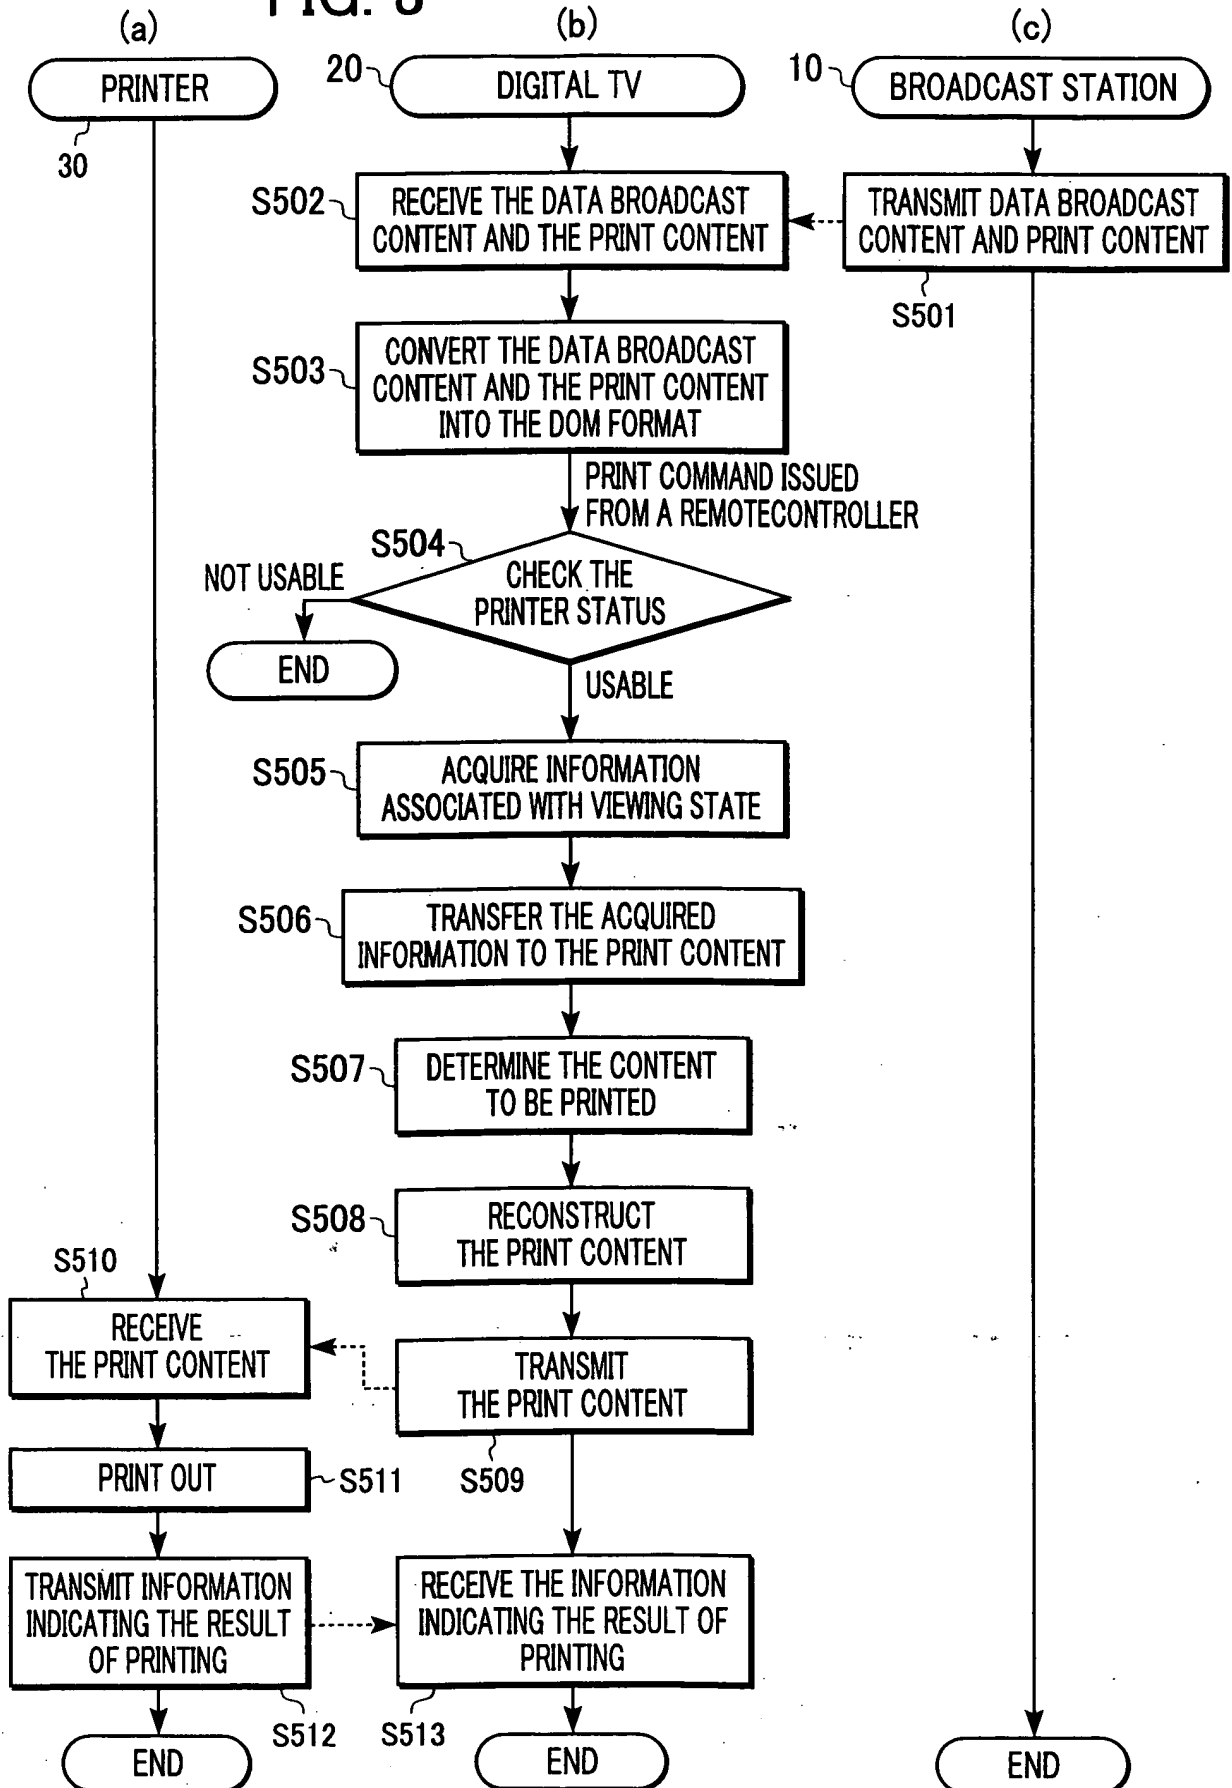 (a)
(b)
(c)
PRINTER
30
20
DIGITAL TV
10
BROADCAST STATION
S502
RECEIVE THE DATA BROADCAST
CONTENT AND THE PRINT CONTENT
TRANSMIT DATA BROADCAST
CONTENT AND PRINT CONTENT
S501
S503
CONVERT THE DATA BROADCAST
CONTENT AND THE PRINT CONTENT
INTO THE DOM FORMAT
PRINT COMMAND ISSUED
FROM A REMOTECONTROLLER
S504
CHECK THE
PRINTER STATUS
NOT USABLE
END
USABLE
S505
ACQUIRE INFORMATION
ASSOCIATED WITH VIEWING STATE
S506
TRANSFER THE ACQUIRED
INFORMATION TO THE PRINT CONTENT
S507
DETERMINE THE CONTENT
TO BE PRINTED
S508
RECONSTRUCT
THE PRINT CONTENT
S510
RECEIVE
THE PRINT CONTENT
TRANSMIT
THE PRINT CONTENT
S509
PRINT OUT
S511
TRANSMIT INFORMATION
INDICATING THE RESULT
OF PRINTING
S512
RECEIVE THE INFORMATION
INDICATING THE RESULT OF
PRINTING
S513
END
END
END